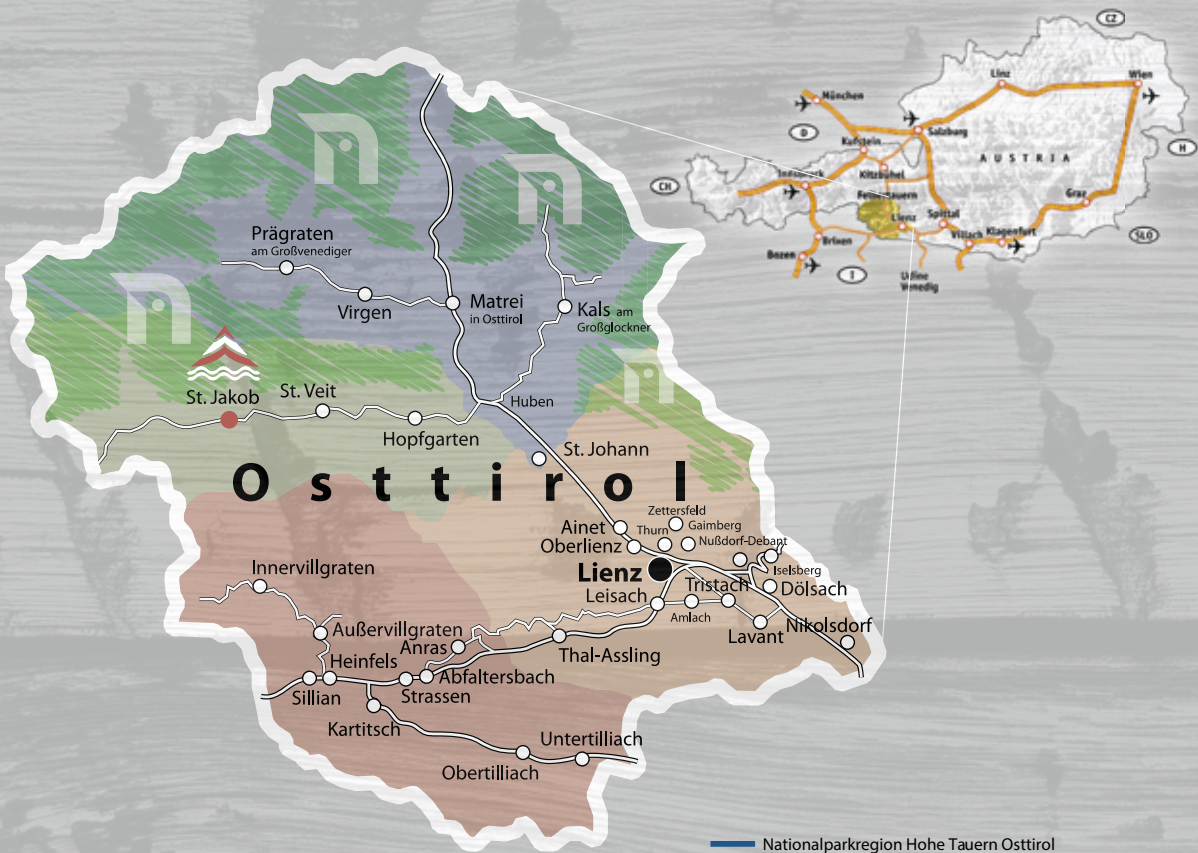 CZ
Linz
Wien
München
D
Salzburg
Kufstein
AUSTRIA
H
Innsbruck
Kitzbühel
CH
Graz
Lienz
Spittal
SLO
Villach
Klagenfurt
Brixen
Bozen
I
Udine
Venedig
Prägraten
am Großvenediger
Virgen
Matrei
in Osttirol
Kals am
Großglockner
St. Jakob
St. Veit
Huben
Hopfgarten
St. Johann
Osttirol
Zettersfeld
Ainet
Thurn
Gaimberg
Oberlienz
Nußdorf-Debant
Lienz
Iselsberg
Innervillgraten
Leisach
Tristach
Dölsach
Amlach
Außervillgraten
Lavant
Nikolsdorf
Anras
Thal-Assling
Heinfels
Abfaltersbach
Sillian
Strassen
Kartitsch
Untertilliach
Obertilliach
Nationalparkregion Hohe Tauern Osttirol